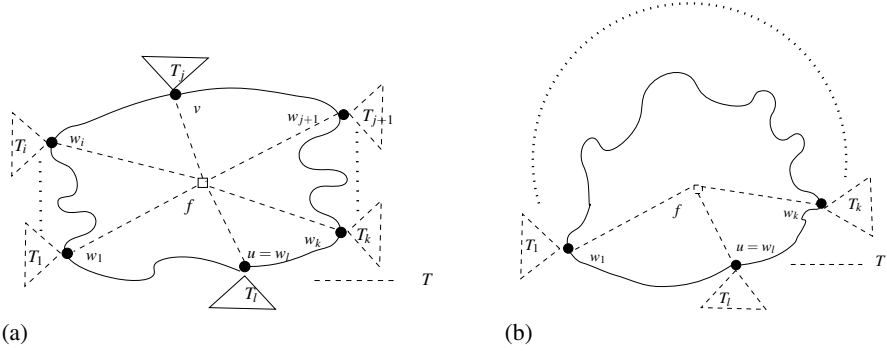 T_j
v
w_{j+1}
T_{j+1}
T_i
w_i
f
T_1
w_1
u = w_l
w_k
T_k
T_l
T
(a)
f
T_1
w_1
u = w_l
w_k
T_k
T_l
T
(b)